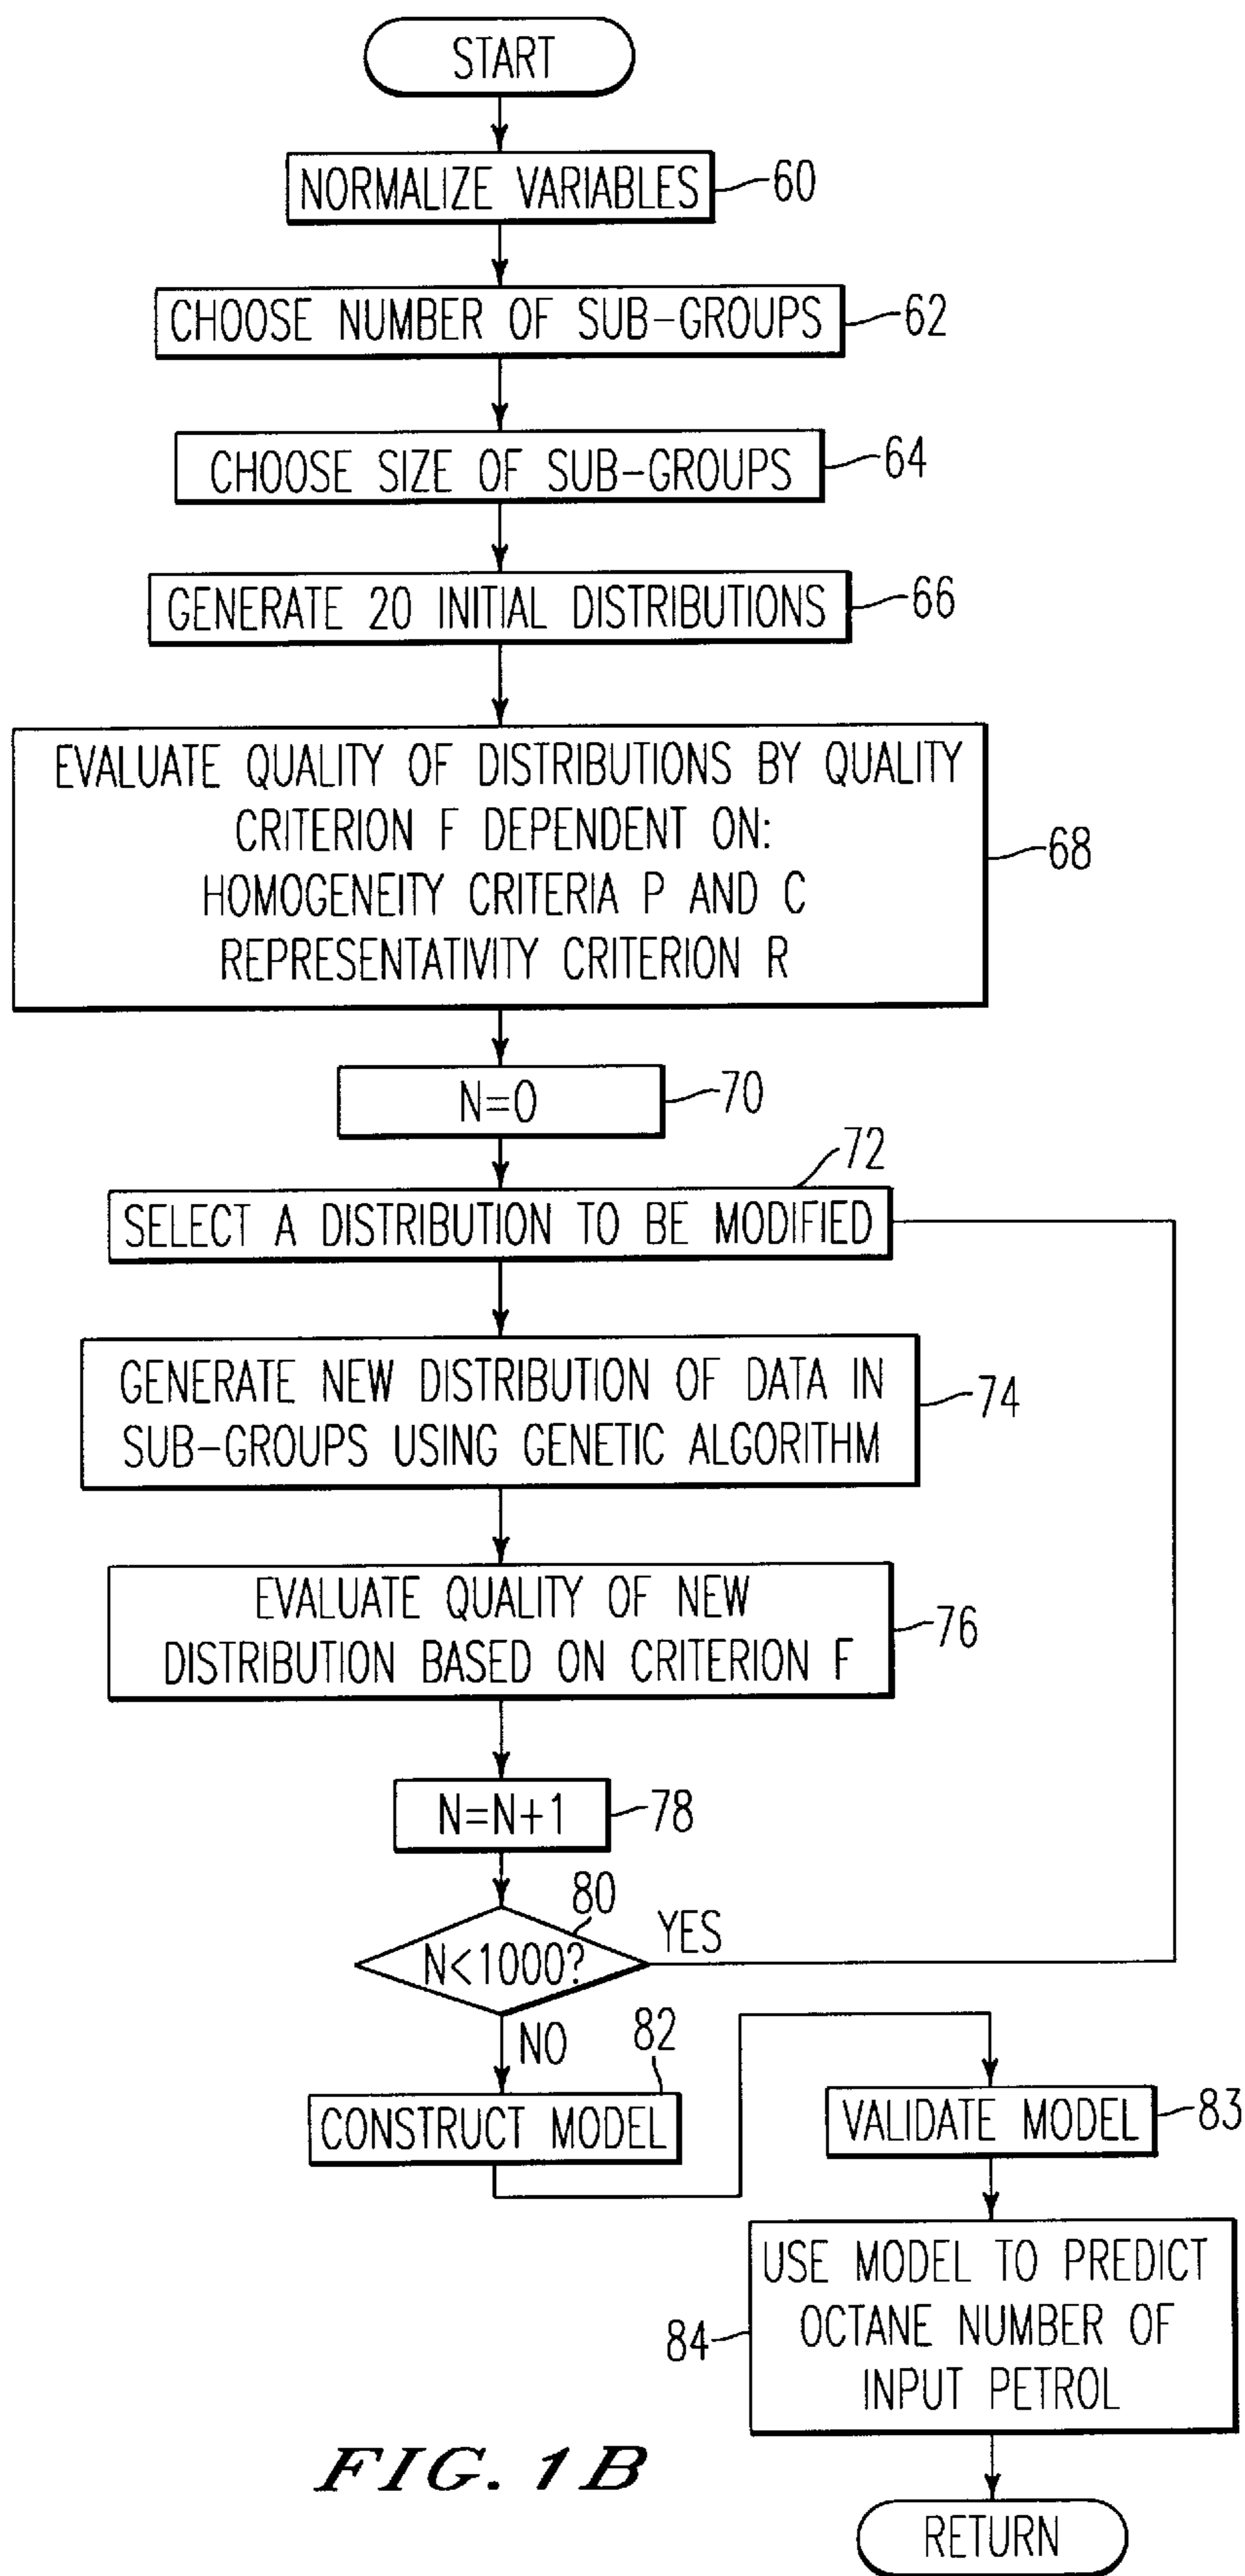 START
NORMALIZE VARIABLES
60
CHOOSE NUMBER OF SUB-GROUPS
62
CHOOSE SIZE OF SUB-GROUPS
64
GENERATE 20 INITIAL DISTRIBUTIONS
66
EVALUATE QUALITY OF DISTRIBUTIONS BY QUALITY
CRITERION F DEPENDENT ON:
HOMOGENEITY CRITERIA P AND C
REPRESENTATIVITY CRITERION R
68
N=0
70
72
SELECT A DISTRIBUTION TO BE MODIFIED
GENERATE NEW DISTRIBUTION OF DATA IN
SUB-GROUPS USING GENETIC ALGORITHM
74
EVALUATE QUALITY OF NEW
DISTRIBUTION BASED ON CRITERION F
76
N=N+1
78
80
N<1000?
YES
NO
82
CONSTRUCT MODEL
VALIDATE MODEL
83
USE MODEL TO PREDICT
OCTANE NUMBER OF
INPUT PETROL
84
RETURN
FIG. 1B